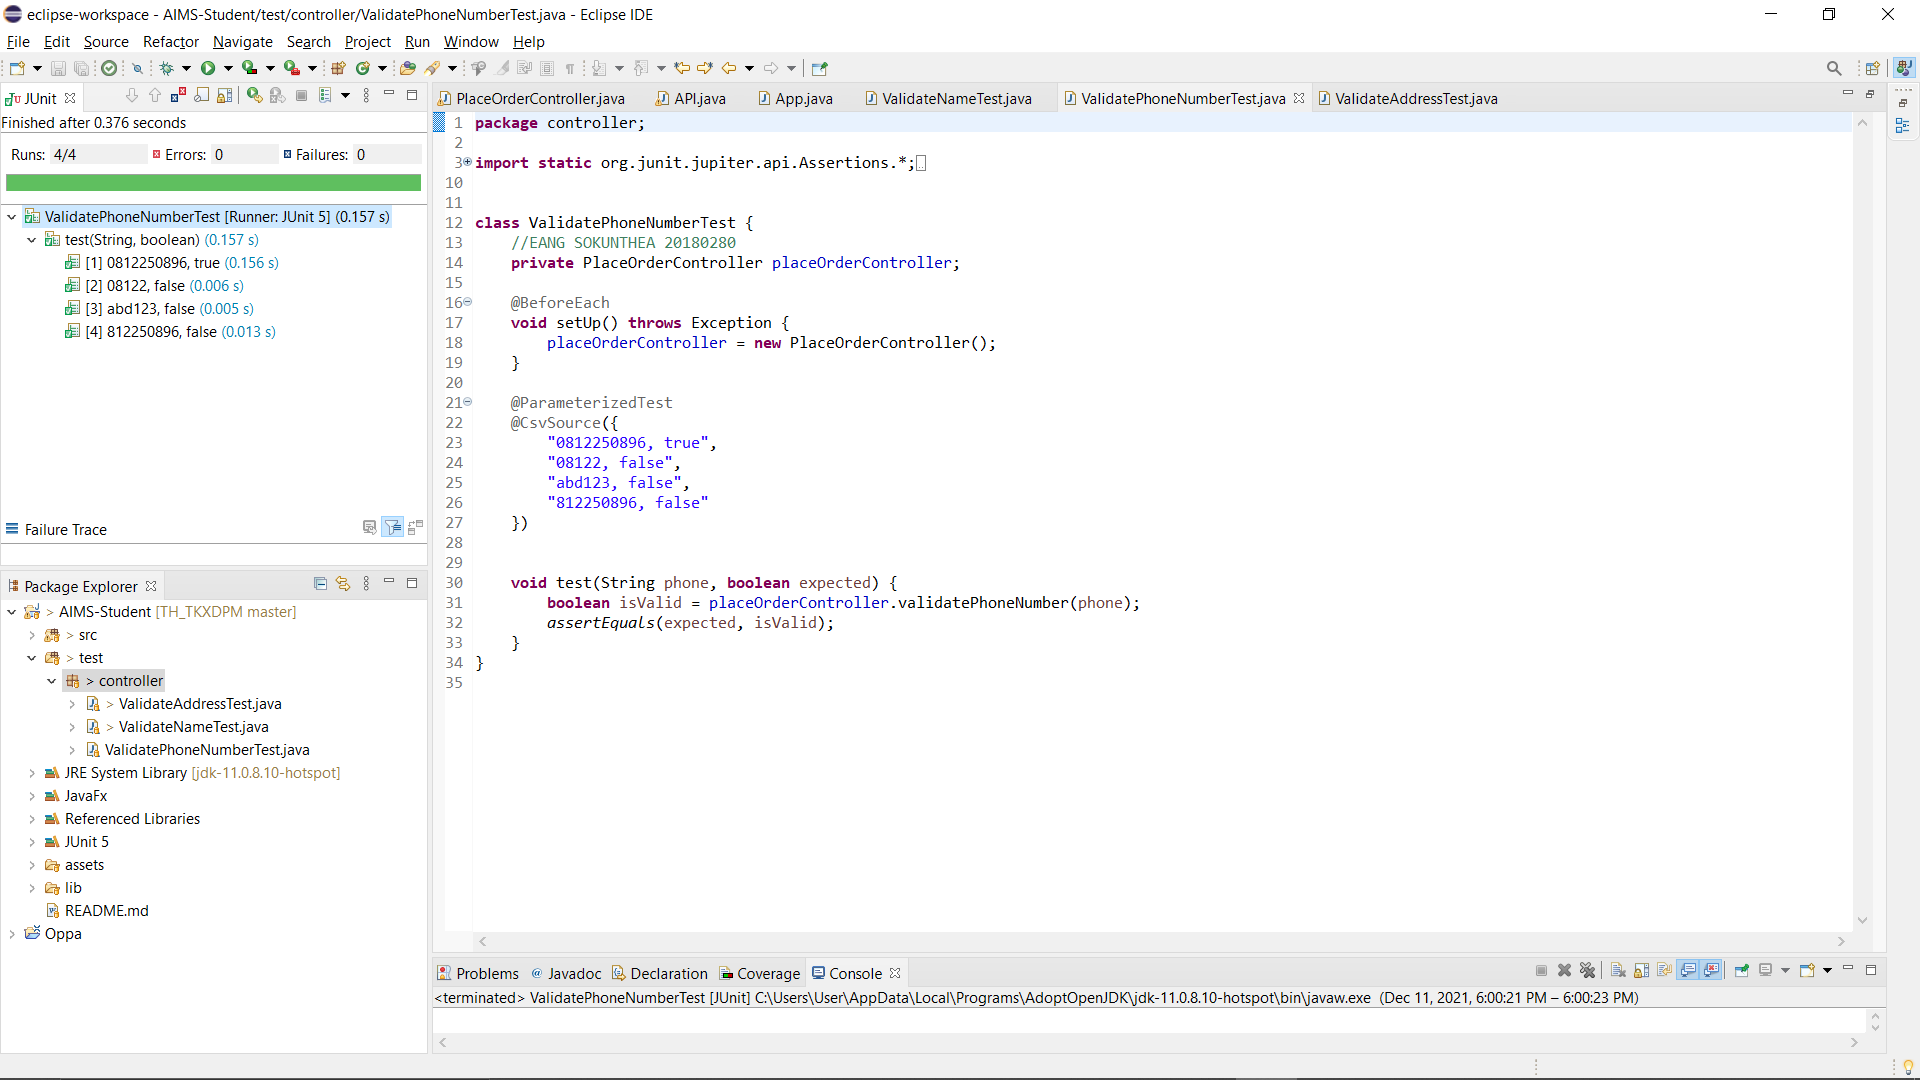 eclipse-workspace - AIMS-Student/test/controller/ValidatePhoneNumberTest.java - Eclipse IDE
File Edit Source Refactor Navigate Search Project Run Window Help
JUnit
Finished after 0.376 seconds
Runs: 4/4 Errors: 0 Failures: 0
ValidatePhoneNumberTest [Runner: JUnit 5] (0.157 s)
test(String, boolean) (0.157 s)
[1] 0812250896, true (0.156 s)
[2] 08122, false (0.006 s)
[3] abd123, false (0.005 s)
[4] 812250896, false (0.013 s)
Failure Trace
Package Explorer
> AIMS-Student [TH_TKXDPM master]
> src
> test
> controller
> ValidateAddressTest.java
> ValidateNameTest.java
ValidatePhoneNumberTest.java
JRE System Library [jdk-11.0.8.10-hotspot]
JavaFx
Referenced Libraries
JUnit 5
assets
lib
README.md
Oppa
PlaceOrderController.java API.java App.java ValidateNameTest.java ValidatePhoneNumberTest.java ValidateAddressTest.java
1 package controller;
2
3 import static org.junit.jupiter.api.Assertions.*;
10
11
12 class ValidatePhoneNumberTest {
13 //EANG SOKUNTHEA 20180280
14 private PlaceOrderController placeOrderController;
15
16 @BeforeEach
17 void setUp() throws Exception {
18 placeOrderController = new PlaceOrderController();
19 }
20
21 @ParameterizedTest
22 @CsvSource({
23 "0812250896, true",
24 "08122, false",
25 "abd123, false",
26 "812250896, false"
27 })
28
29
30 void test(String phone, boolean expected) {
31 boolean isValid = placeOrderController.validatePhoneNumber(phone);
32 assertEquals(expected, isValid);
33 }
34 }
35
Problems Javadoc Declaration Coverage Console
<terminated> ValidatePhoneNumberTest [JUnit] C:\Users\User\AppData\Local\Programs\AdoptOpenJDK\jdk-11.0.8.10-hotspot\bin\javaw.exe (Dec 11, 2021, 6:00:21 PM – 6:00:23 PM)